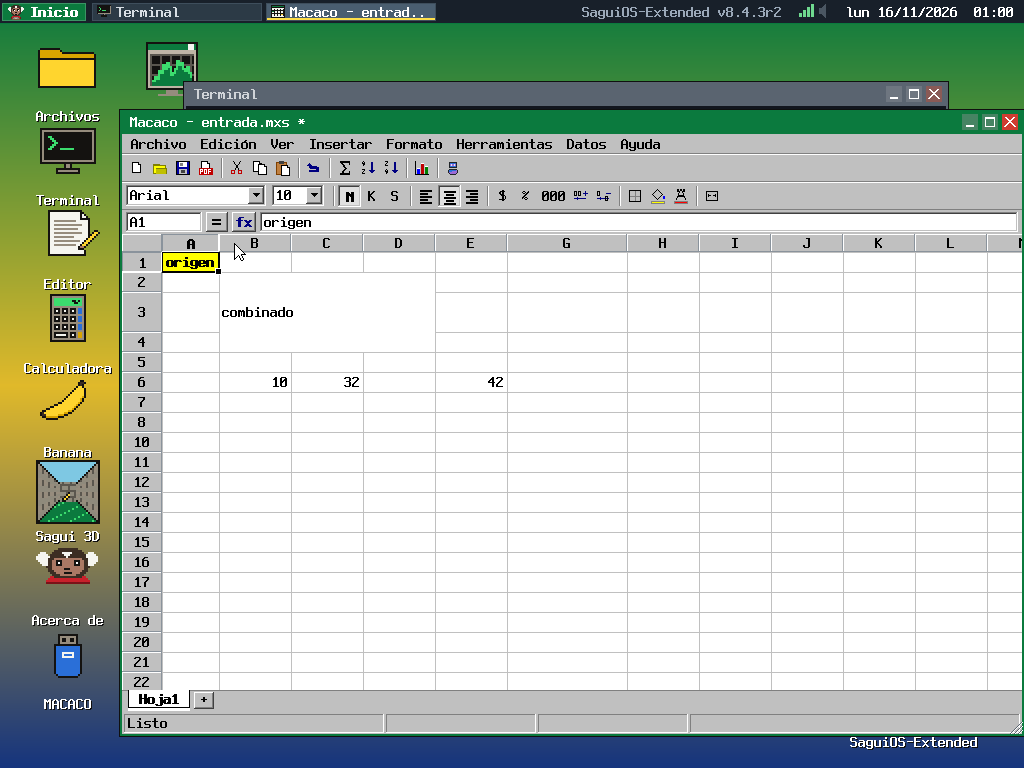 Inicio
Terminal
Macaco - entrad..
SaguiOS-Extended v8.4.3r2
lun 16/11/2026 01:00
Archivos
Terminal
Editor
Calculadora
Banana
Sagui 3D
Acerca de
MACACO
Terminal
Macaco - entrada.mxs *
Archivo Edición Ver Insertar Formato Herramientas Datos Ayuda
PDF
Arial 10 N K S $ % 000
A1 = fx origen
A B C D E G H I J K L
1 origen
2
3 combinado
4
5
6 10 32 42
7
8
10
11
12
13
14
15
16
17
18
19
20
21
22
Hoja1 +
Listo
SaguiOS-Extended